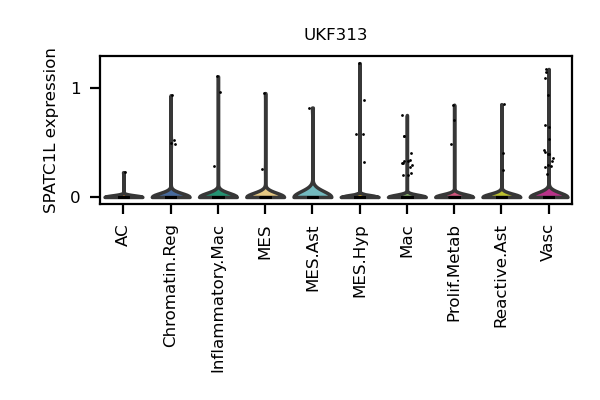 UKF313
SPATC1L expression
1
0
AC
Chromatin.Reg
Inflammatory.Mac
MES
MES.Ast
MES.Hyp
Mac
Prolif.Metab
Reactive.Ast
Vasc